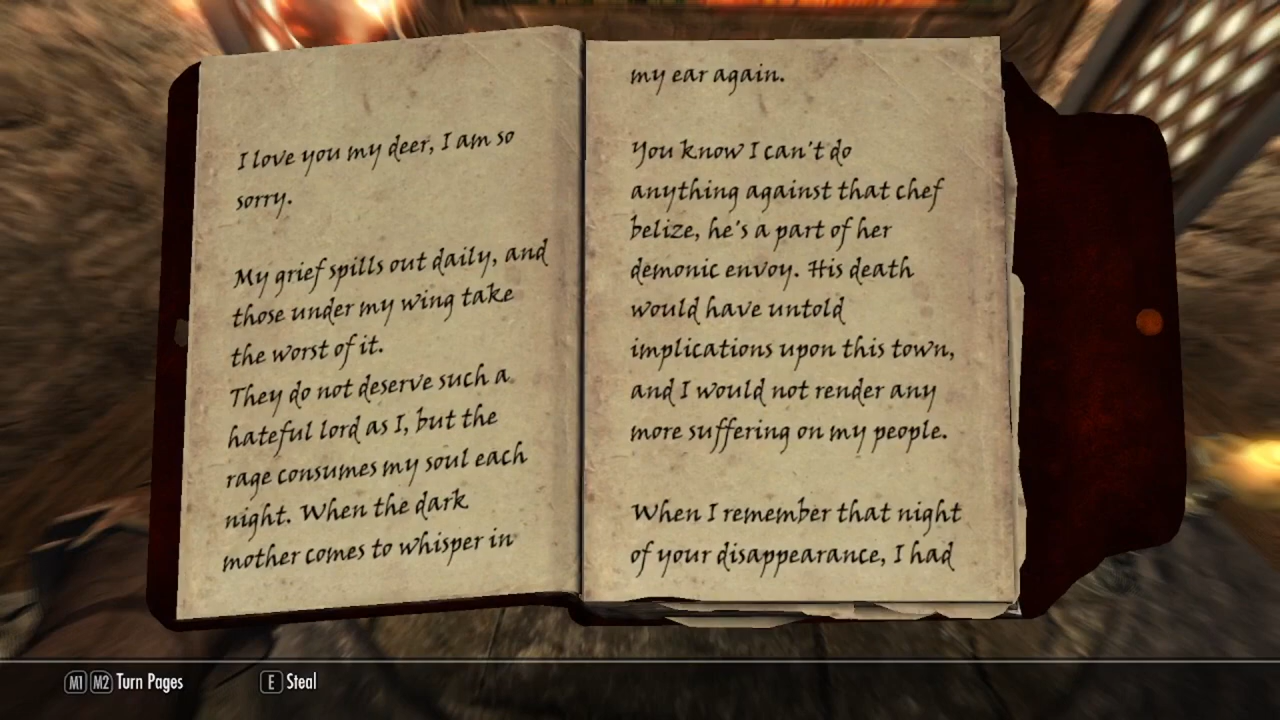 I love you my deer, I am so
sorry.
My grief spills out daily, and
those under my wing take
the worst of it.
They do not deserve such a
hateful lord as I, but the
rage consumes my soul each
night. When the dark
mother comes to whisper in
my ear again.
You know I can't do
anything against that chef
belize, he's a part of her
demonic envoy. His death
would have untold
implications upon this town,
and I would not render any
more suffering on my people.
When I remember that night
of your disappearance, I had
M1 M2 Turn Pages
E Steal